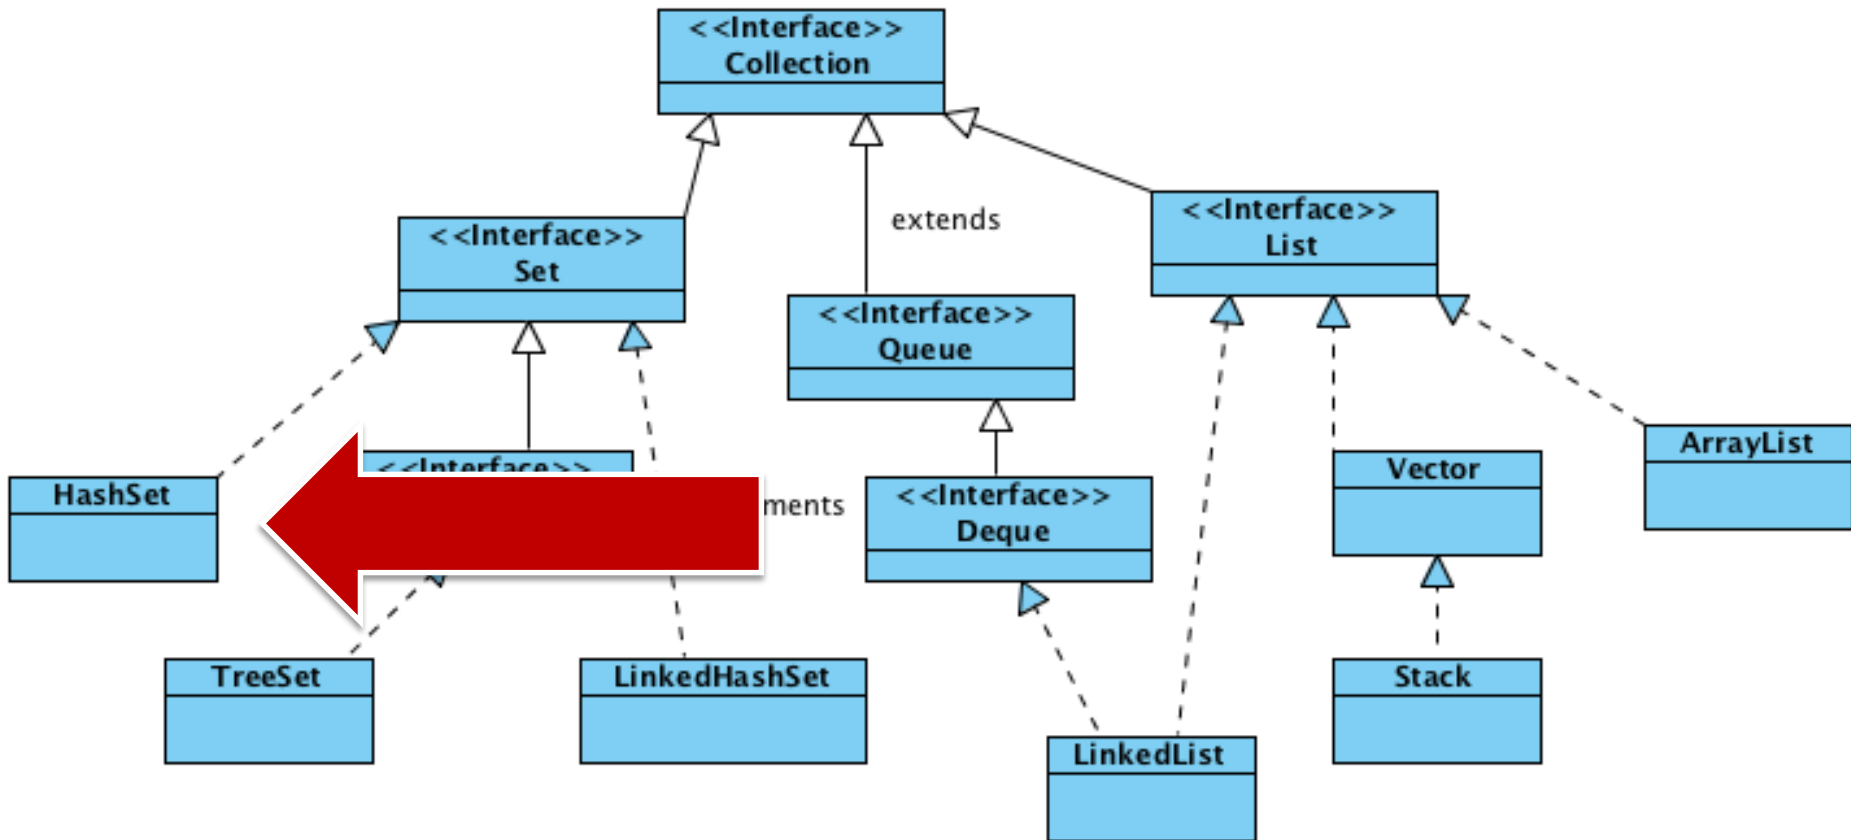 <<Interface>>
Collection
<<Interface>>
Set
extends
<<Interface>>
List
<<Interface>>
Queue
HashSet
<<Interface>>
ments
<<Interface>>
Deque
Vector
ArrayList
TreeSet
LinkedHashSet
LinkedList
Stack